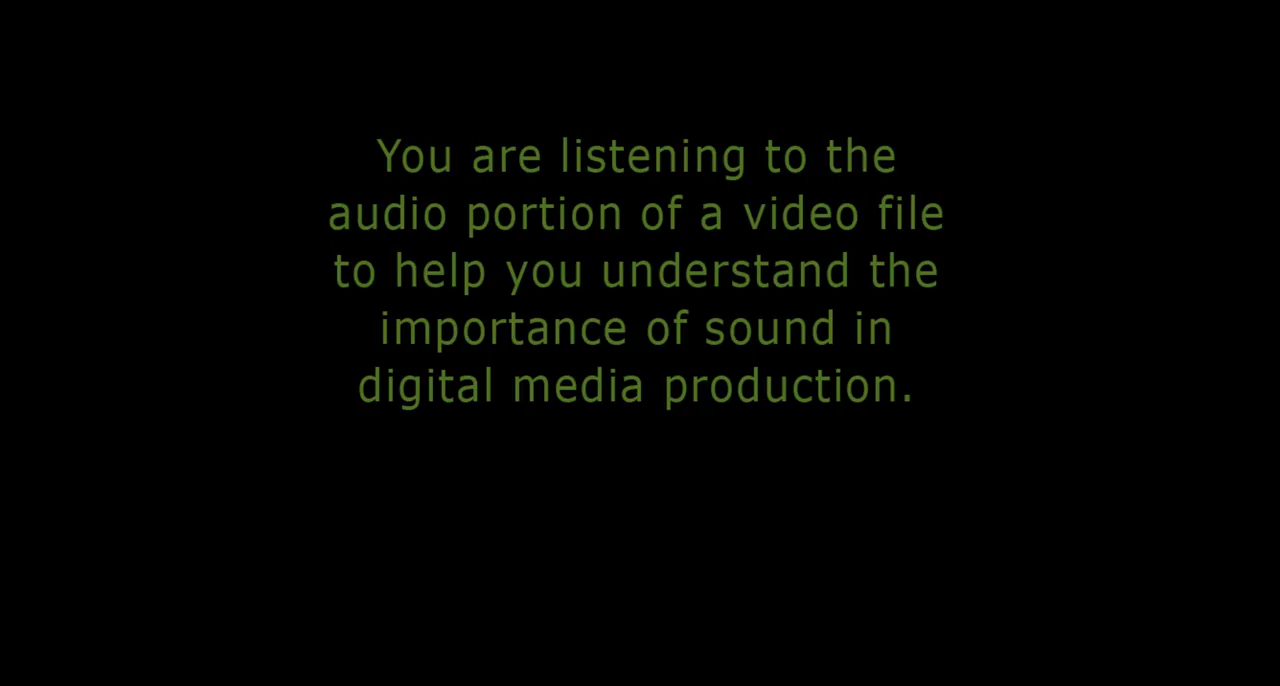 You are listening to the
audio portion of a video file
to help you understand the
importance of sound in
digital media production.